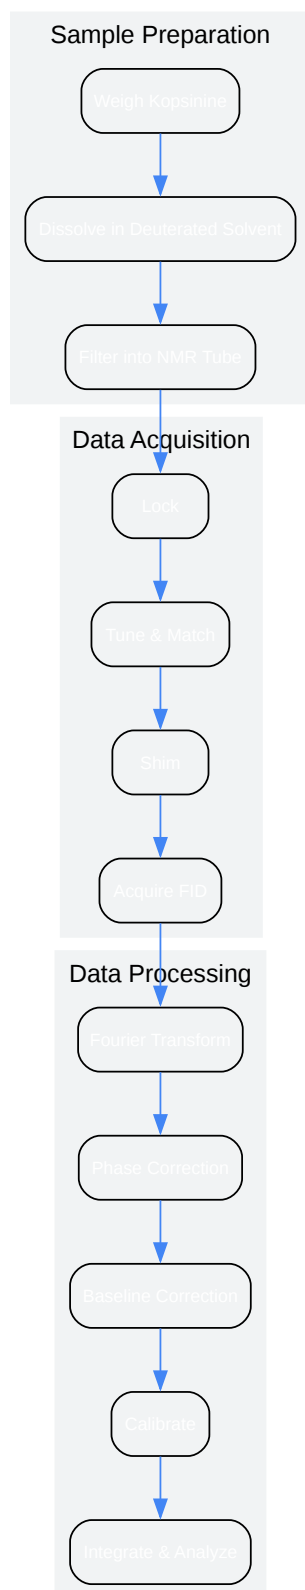 Sample Preparation
Weigh Kopsinine
Dissolve in Deuterated Solvent
Filter into NMR Tube
Data Acquisition
Lock
Tune & Match
Shim
Acquire FID
Data Processing
Fourier Transform
Phase Correction
Baseline Correction
Calibrate
Integrate & Analyze